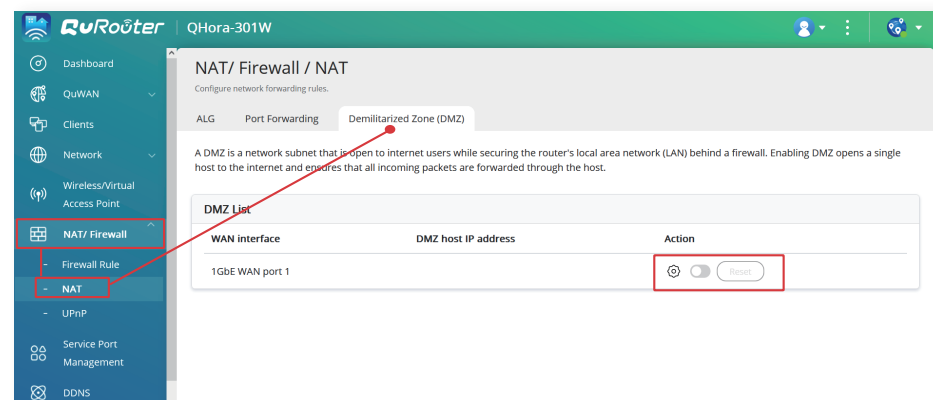 QuRoûter QHora-301W
Dashboard
QuWAN
Clients
Network
Wireless/Virtual
Access Point
NAT/ Firewall
- Firewall Rule
- NAT
- UPnP
Service Port
Management
DDNS
NAT/ Firewall / NAT
Configure network forwarding rules.
ALG Port Forwarding Demilitarized Zone (DMZ)
A DMZ is a network subnet that is open to internet users while securing the router's local area network (LAN) behind a firewall. Enabling DMZ opens a single
host to the internet and ensures that all incoming packets are forwarded through the host.
DMZ List
WAN interface DMZ host IP address Action
1GbE WAN port 1 Reset